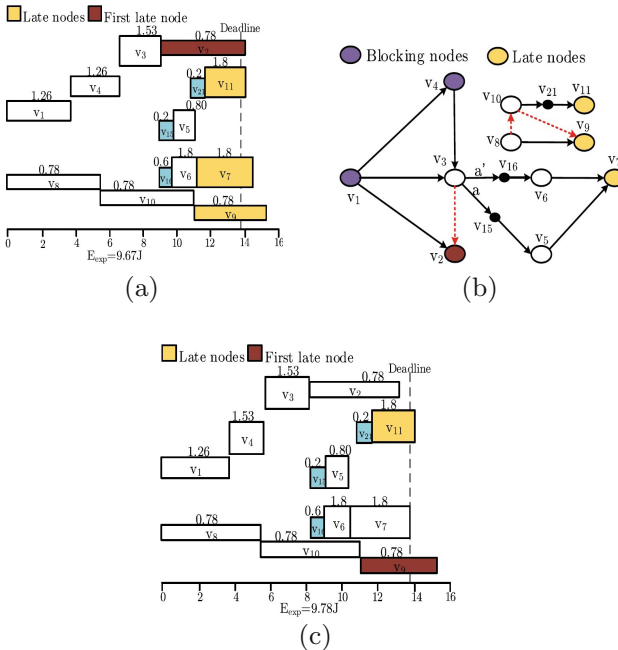 Late nodes First late node
Deadline
1.53 0.78
v3 v2
1.26 0.2 1.8
v4 v21 v11
1.26 0.80
v1 0.2
v15 v5
0.6 1.8 1.8
0.78 v16 v6 v7
v8 0.78
v10 0.78
v9
0 2 4 6 8 10 12 14 16
Eexp=9.67J
(a)
Blocking nodes Late nodes
v4 v10 v21 v11
v9
v8
v3 a' v16
v1 a v6
v15
v2 v5
(b)
Late nodes First late node
Deadline
1.53 0.78
v3 v2
1.53 1.8
v4 0.2 v11
v21
1.26 0.80
v1 0.2 v5
1.8 1.8
0.6 v6 v7
0.78
v8 0.78
v10 0.78
v9
0 2 4 6 8 10 12 14 16
Eexp=9.78J
(c)